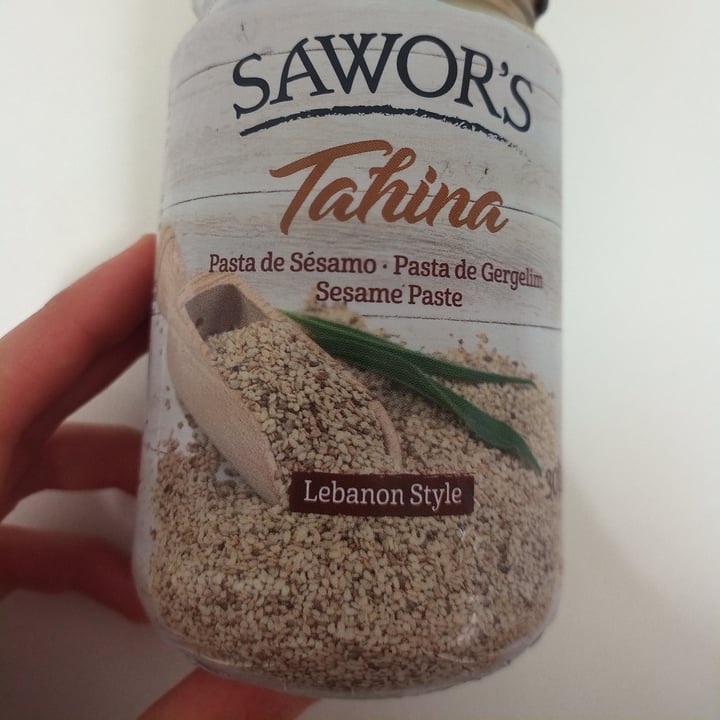 SAWOR'S
Tahina
Pasta de Sésamo · Pasta de Gergelim
Sesame Paste
Lebanon Style